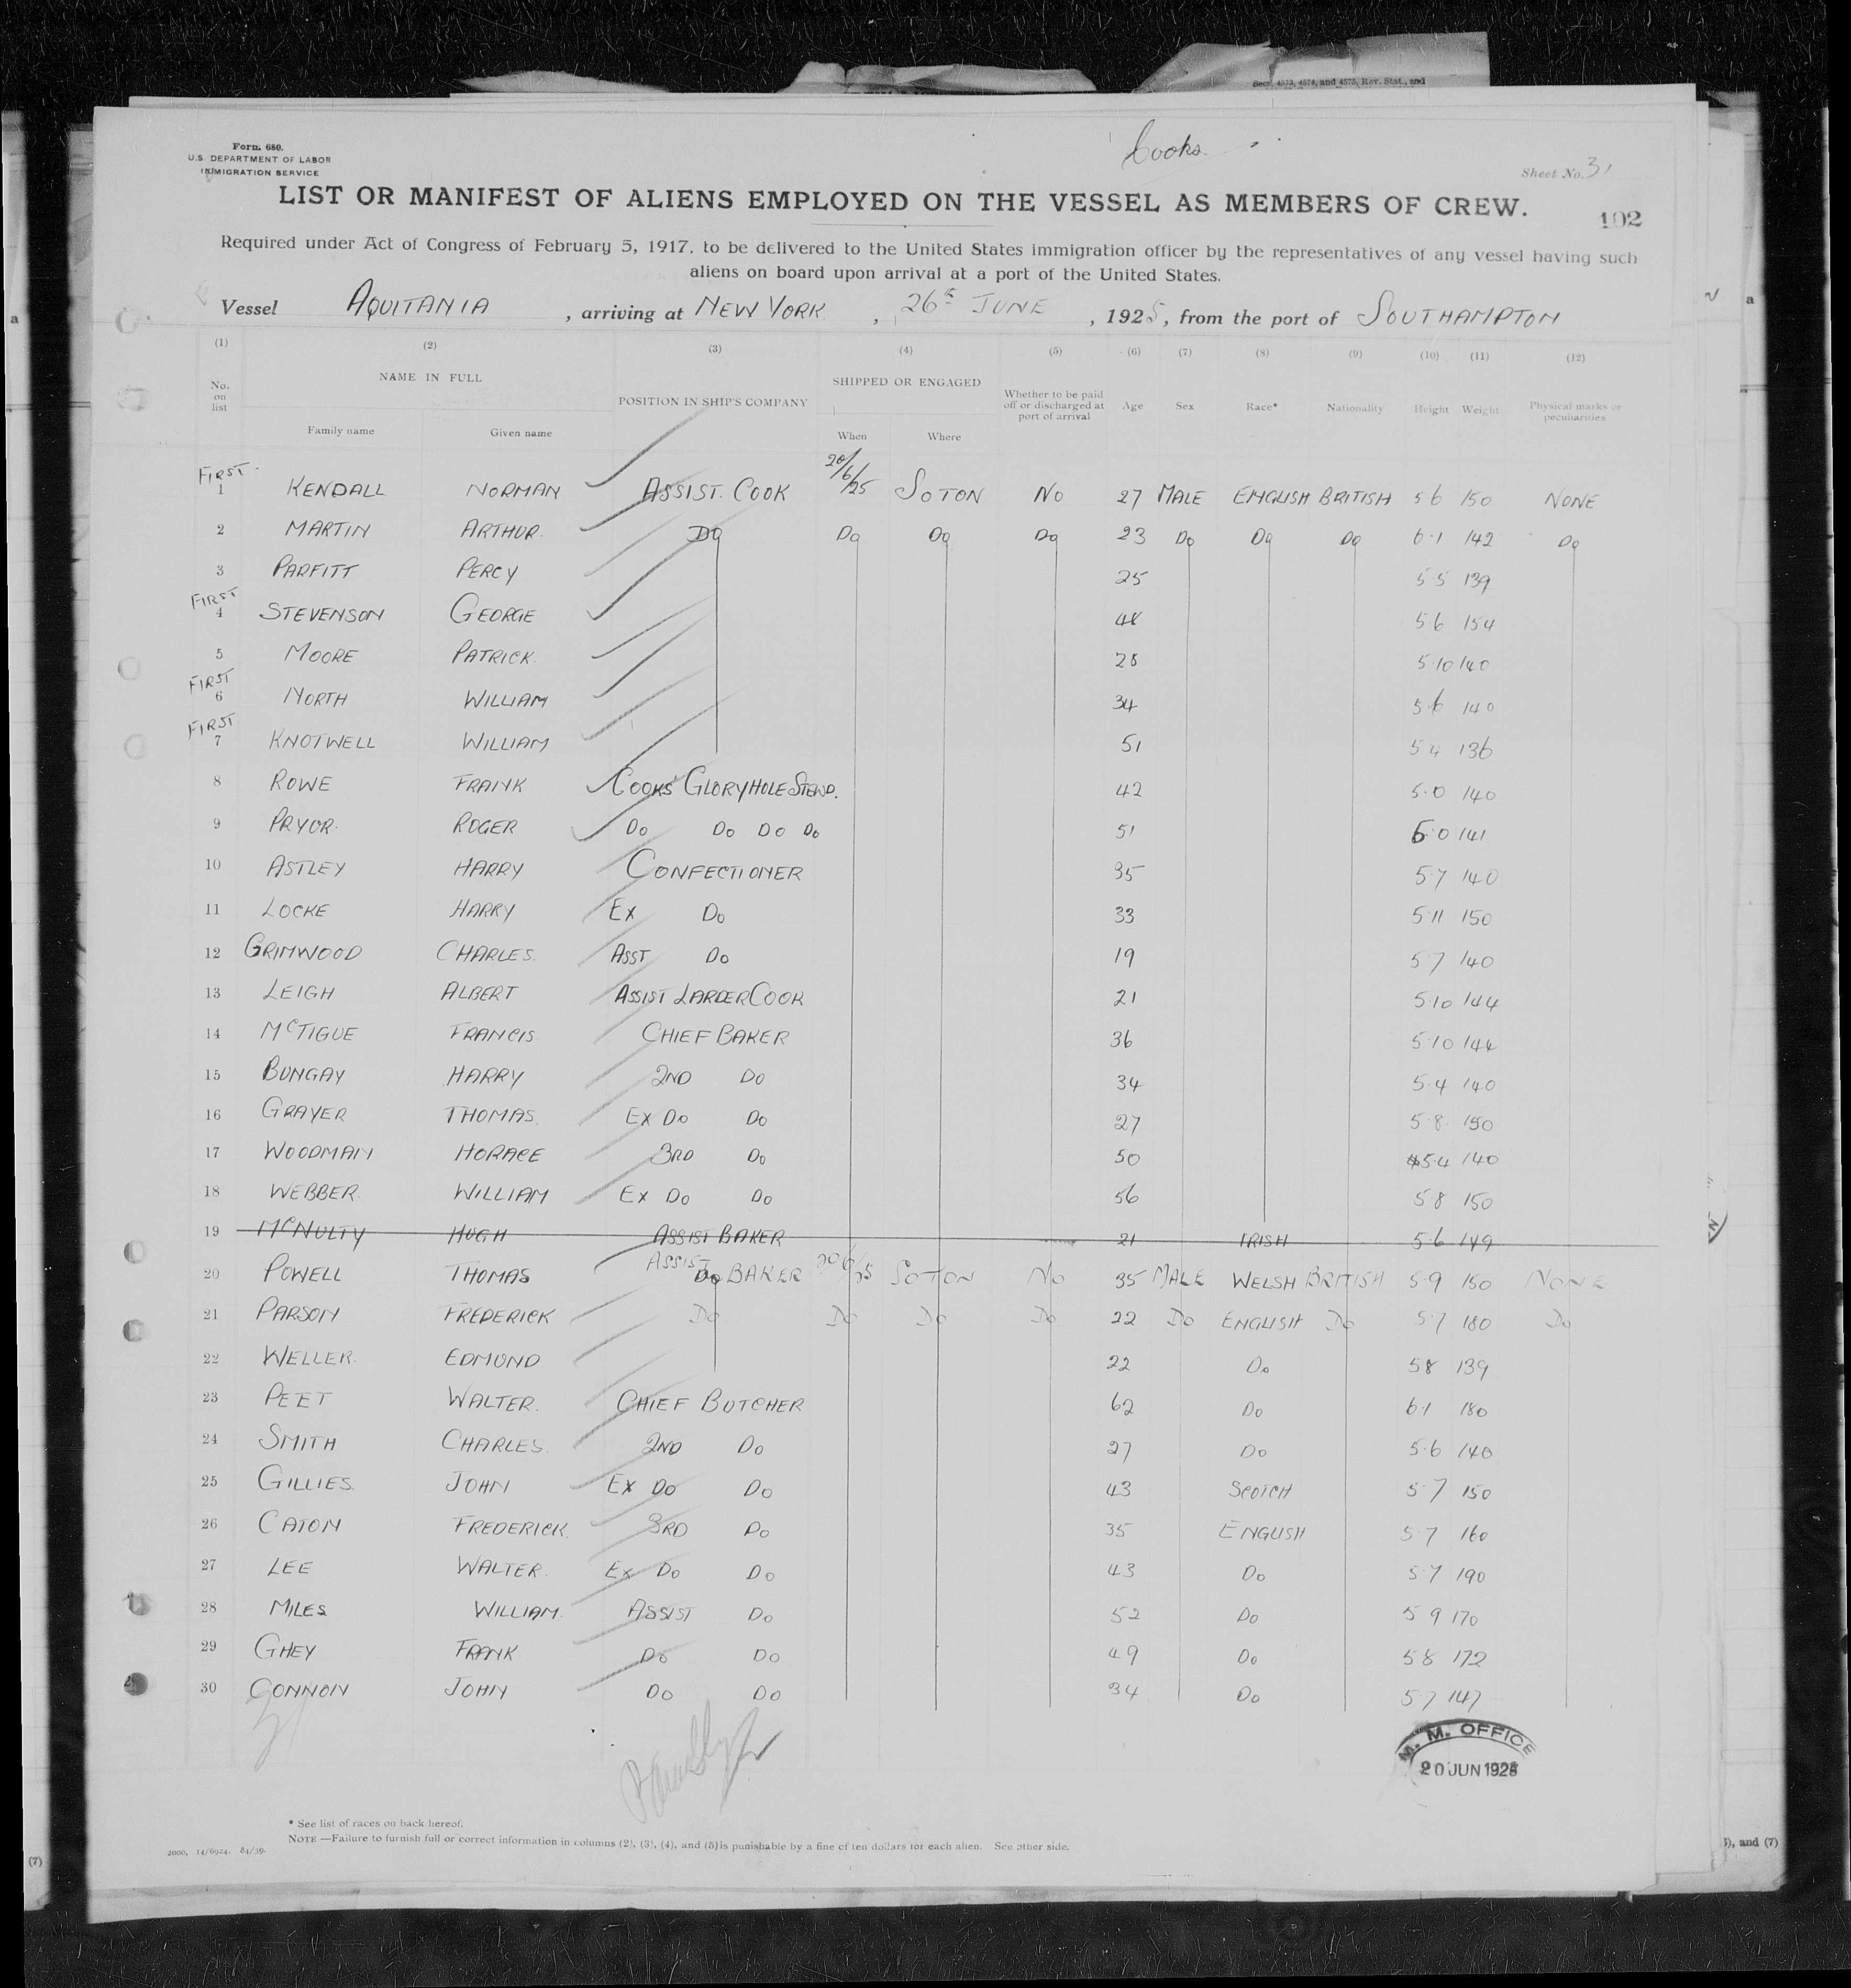 Secs. 4573, 4574, and 4575, Rev. Stat., and
Cooks
Form 680.
U.S. DEPARTMENT OF LABOR
IMMIGRATION SERVICE
Sheet No. 31
LIST OR MANIFEST OF ALIENS EMPLOYED ON THE VESSEL AS MEMBERS OF CREW.
102
Required under Act of Congress of February 5, 1917, to be delivered to the United States immigration officer by the representatives of any vessel having such
aliens on board upon arrival at a port of the United States.
Vessel AQUITANIA, arriving at NEW YORK, 26th JUNE, 1925, from the port of SOUTHAMPTON
(1) (2) (3) (4) (5) (6) (7) (8) (9) (10) (11) (12)
No. on list NAME IN FULL Family name Given name POSITION IN SHIP'S COMPANY SHIPPED OR ENGAGED When Where Whether to be paid off or discharged at port of arrival Age Sex Race* Nationality Height Weight Physical marks or peculiarities
FIRST 1 KENDALL NORMAN ASSIST. COOK 20/6/25 SOTON NO 27 MALE ENGLISH BRITISH 5 6 150 NONE
2 MARTIN ARTHUR. DO DO DO DO 23 DO DO DO 6·1 142 DO
3 PARFITT PERCY 25 5·5 139
FIRST 4 STEVENSON GEORGE 48 5·6 154
5 MOORE PATRICK. 28 5·10 140
FIRST 6 NORTH WILLIAM 34 5·6 140
FIRST 7 KNOTWELL WILLIAM 51 5 4 136
8 ROWE FRANK COOKS' GLORYHOLE STEWD. 42 5·0 140
9 PRYOR. ROGER DO DO DO DO 51 6·0 141
10 ASTLEY HARRY CONFECTIONER 35 5·7 140
11 LOCKE HARRY EX DO 33 5·11 150
12 GRIMWOOD CHARLES. ASST DO 19 5 7 140
13 LEIGH ALBERT ASSIST LARDER COOK 21 5·10 144
14 McTIGUE FRANCIS CHIEF BAKER 36 5·10 144
15 BUNGAY HARRY 2ND DO 34 5·4 140
16 GRAYER THOMAS. EX DO DO 27 5·8 150
17 WOODMAN HORACE 3RD DO 50 5·4 140
18 WEBBER WILLIAM EX DO DO 56 5·8 150
19 McNULTY HUGH ASSIST BAKER 21 IRISH 5·6 149
20 POWELL THOMAS ASSIST DO BAKER 20/6/25 SOTON NO 35 MALE WELSH BRITISH 5·9 150 NONE
21 PARSON FREDERICK DO DO DO DO 22 DO ENGLISH DO 5·7 180 DO
22 WELLER. EDMUND 22 DO 5 8 139
23 PEET WALTER. CHIEF BUTCHER 62 DO 6·1 180
24 SMITH CHARLES. 2ND DO 27 DO 5·6 140
25 GILLIES. JOHN EX DO DO 43 SCOTCH 5·7 150
26 CATON FREDERICK. 3RD DO 35 ENGLISH 5·7 160
27 LEE WALTER. EX DO DO 43 DO 5·7 190
28 MILES WILLIAM. ASSIST DO 52 DO 5 9 170
29 GHEY FRANK DO DO 49 DO 5 8 172
30 CONNON JOHN DO DO 34 DO 5 7 147
M. M. OFFICE
20 JUN 1925
* See list of races on back hereof.
NOTE.—Failure to furnish full or correct information in columns (2), (3), (4), and (5) is punishable by a fine of ten dollars for each alien. See other side.
2000, 14/6924. 84/39.
(7)
), and (7)